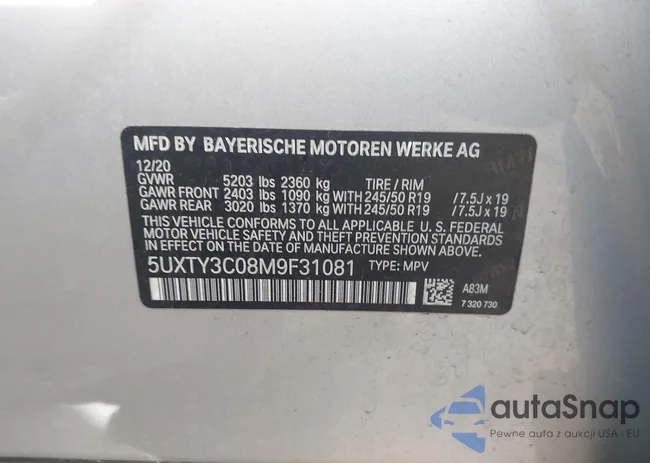 MFD BY BAYERISCHE MOTOREN WERKE AG
12/20
GVWR 5203 lbs 2360 kg TIRE / RIM
GAWR FRONT 2403 lbs 1090 kg WITH 245/50 R19 / 7.5J x 19
GAWR REAR 3020 lbs 1370 kg WITH 245/50 R19 / 7.5J x 19
THIS VEHICLE CONFORMS TO ALL APPLICABLE U. S. FEDERAL
MOTOR VEHICLE SAFETY AND THEFT PREVENTION STANDARDS
IN EFFECT ON THE DATE OF MANUFACTURE SHOWN ABOVE.
5UXTY3C08M9F31081 TYPE: MPV
A83M
7 320 730
autaSnap
Pewne auta z aukcji USA - EU